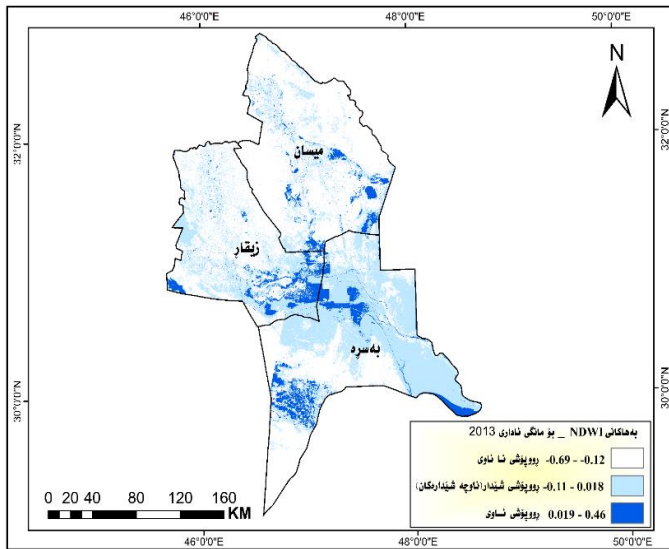 46°0'0"E 48°0'0"E 50°0'0"E
N
32°0'0"N 32°0'0"N
میسان
زیقار
بەسرە
30°0'0"N 30°0'0"N
بەهاكانی NDWI _ بۆ مانگی ئاداری 2013
-0.69 - -0.12 ڕووپۆشی نا ئاوی
-0.11 - 0.018 ڕووپۆشی شێدار(ناوچە شێدارەكان)
0.019 - 0.46 ڕووپۆشی ئاوی
0 20 40 80 120 160
KM
46°0'0"E 48°0'0"E 50°0'0"E